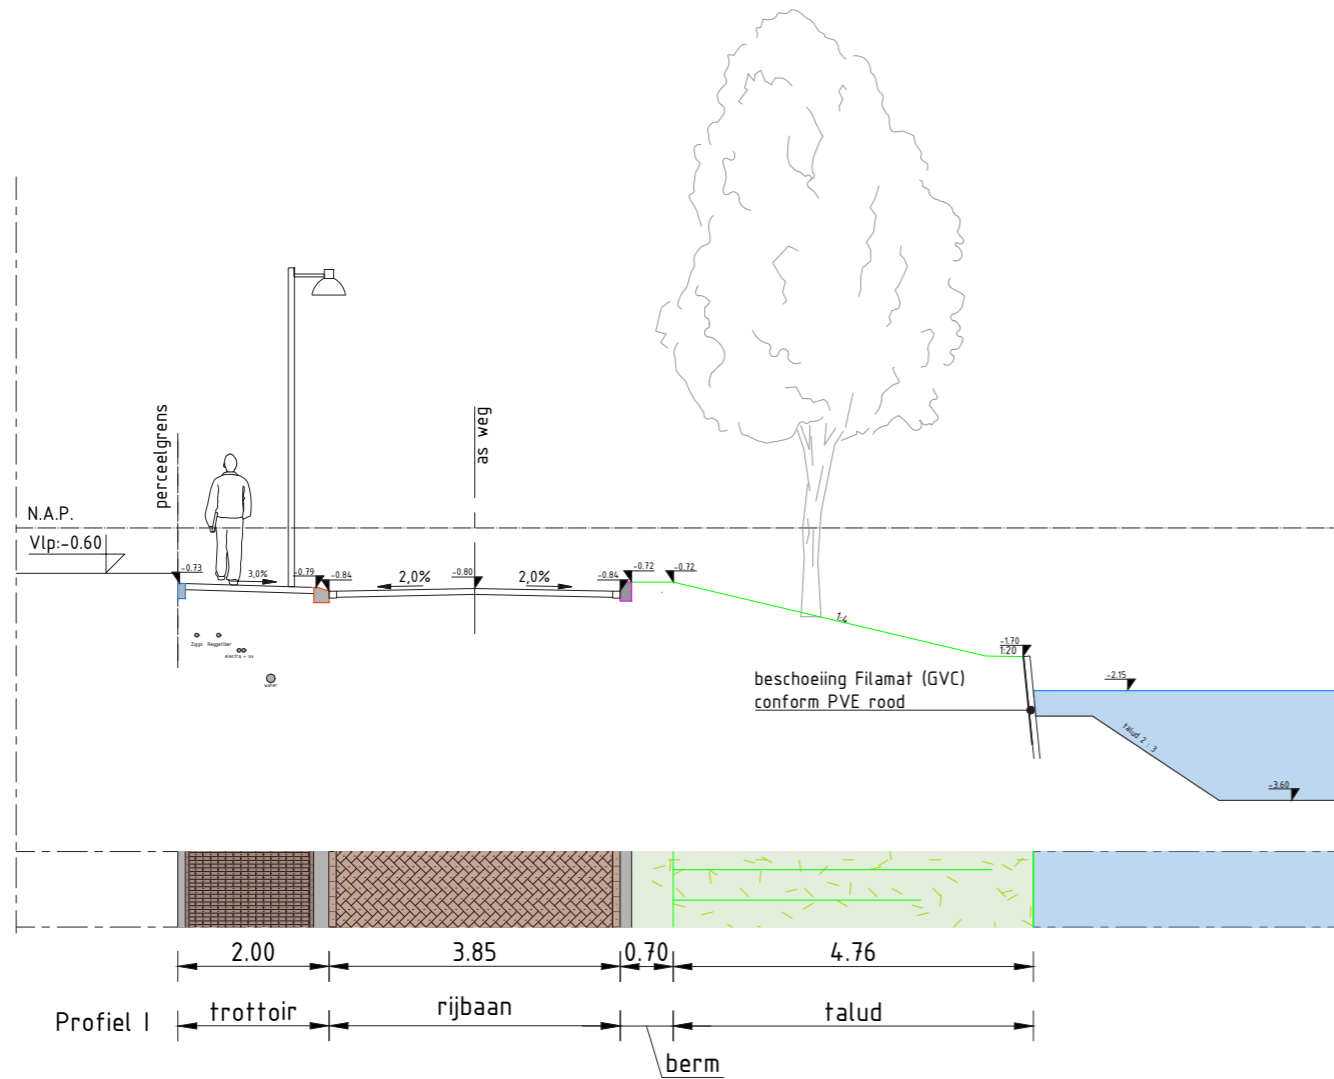 perceelgrens
as weg
N.A.P.
Vlp:-0.60
-0.73
3,0%
-0.79
-0.84
2,0%
-0.80
2,0%
-0.84
-0.72
-0.72
1:4
-1.70
1:20
Ziggo Reggefiber
electra + os
water
beschoeiing Filamat (GVC)
conform PVE rood
-2.15
talud 2 : 3
-3.60
2.00
3.85
0.70
4.76
Profiel I
trottoir
rijbaan
talud
berm